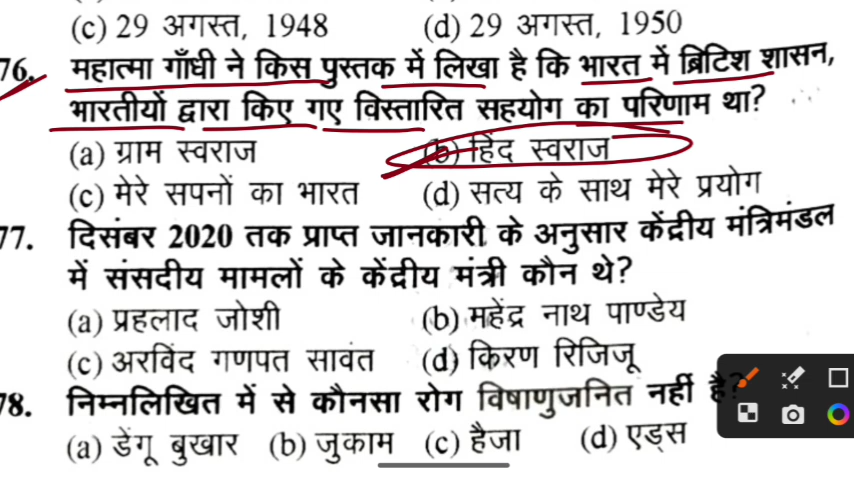 (c) 29 अगस्त, 1948 (d) 29 अगस्त, 1950
76. महात्मा गाँधी ने किस पुस्तक में लिखा है कि भारत में ब्रिटिश शासन,
भारतीयों द्वारा किए गए विस्तारित सहयोग का परिणाम था?
(a) ग्राम स्वराज (b) हिंद स्वराज
(c) मेरे सपनों का भारत (d) सत्य के साथ मेरे प्रयोग
77. दिसंबर 2020 तक प्राप्त जानकारी के अनुसार केंद्रीय मंत्रिमंडल
में संसदीय मामलों के केंद्रीय मंत्री कौन थे?
(a) प्रहलाद जोशी (b) महेंद्र नाथ पाण्डेय
(c) अरविंद गणपत सावंत (d) किरण रिजिजू
78. निम्नलिखित में से कौनसा रोग विषाणुजनित नहीं है?
(a) डेंगू बुखार (b) जुकाम (c) हैजा (d) एड्स